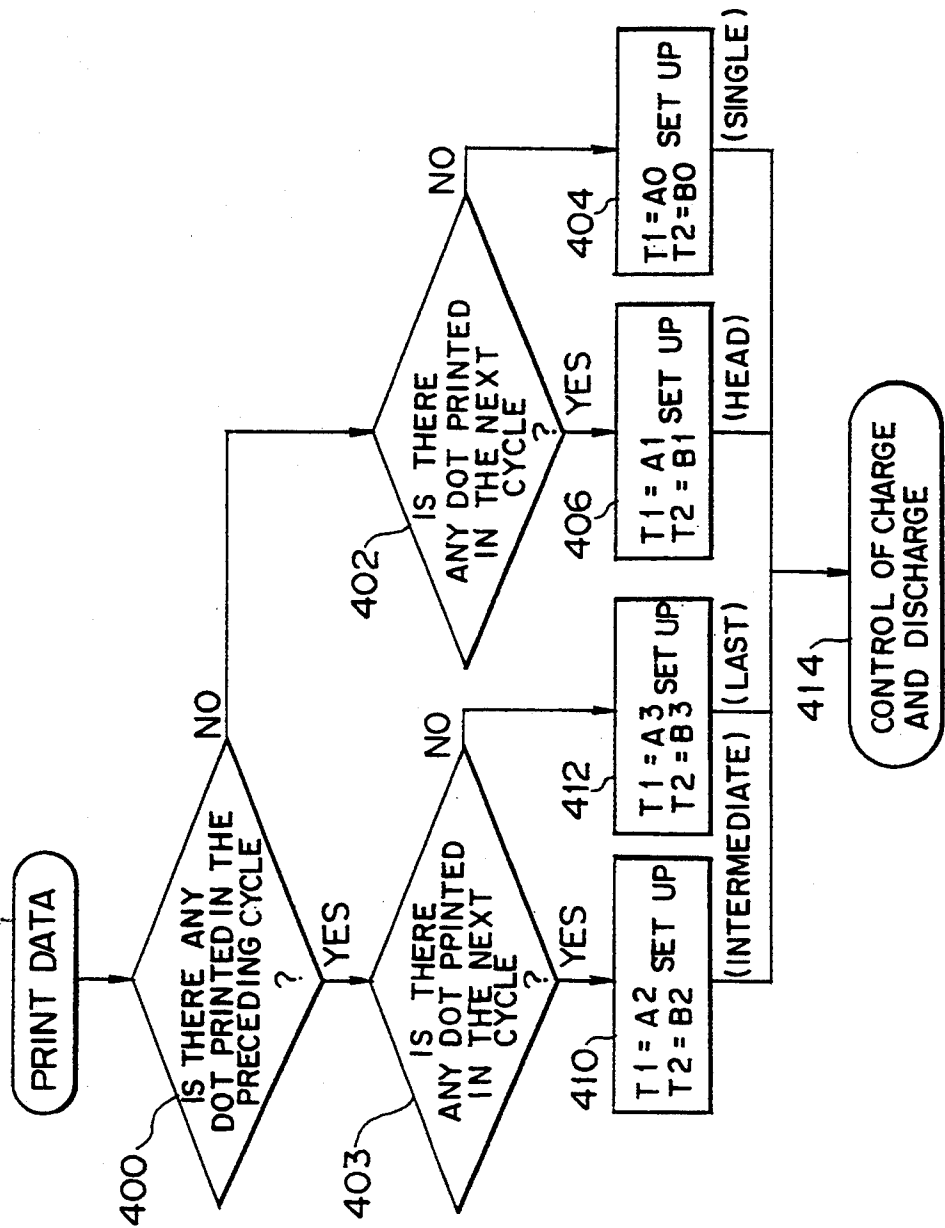 PRINT DATA
400
IS THERE ANY
DOT PRINTED IN THE
PRECEDING CYCLE
?
NO
YES
403
IS THERE
ANY DOT PPINTED
IN THE NEXT
CYCLE
?
NO
YES
402
IS THERE
ANY DOT PRINTED
IN THE NEXT
CYCLE
?
NO
YES
410
T1 = A2 SET UP
T2 = B2
(INTERMEDIATE)
412
T1 = A3 SET UP
T2 = B3
(LAST)
406
T1 = A1 SET UP
T2 = B1
(HEAD)
404
T1 = A0 SET UP
T2 = B0
(SINGLE)
414
CONTROL OF CHARGE
AND DISCHARGE